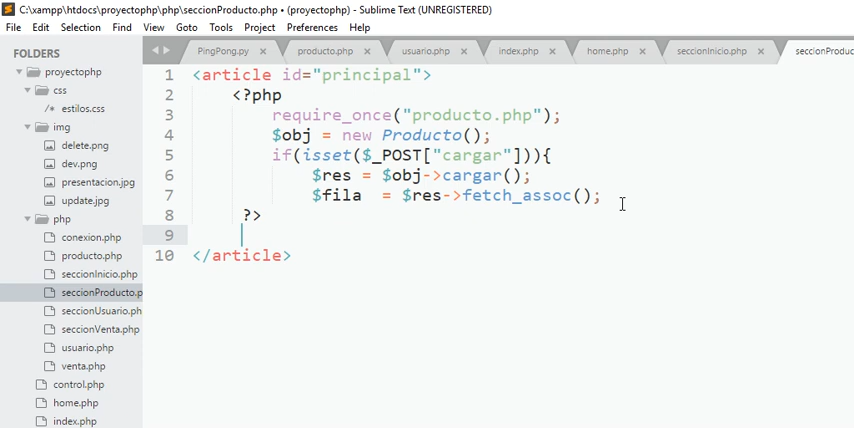 C:\xampp\htdocs\proyectophp\php\seccionProducto.php • (proyectophp) - Sublime Text (UNREGISTERED)
File Edit Selection Find View Goto Tools Project Preferences Help
FOLDERS
proyectophp
css
/* estilos.css
img
delete.png
dev.png
presentacion.jpg
update.jpg
php
conexion.php
producto.php
seccionInicio.php
seccionProducto.p
seccionUsuario.ph
seccionVenta.php
usuario.php
venta.php
control.php
home.php
index.php
PingPong.py × producto.php × usuario.php × index.php × home.php × seccionInicio.php × seccionProduc
1 <article id="principal">
2 <?php
3 require_once("producto.php");
4 $obj = new Producto();
5 if(isset($_POST["cargar"])){
6 $res = $obj->cargar();
7 $fila  = $res->fetch_assoc();
8 ?>
9
10 </article>